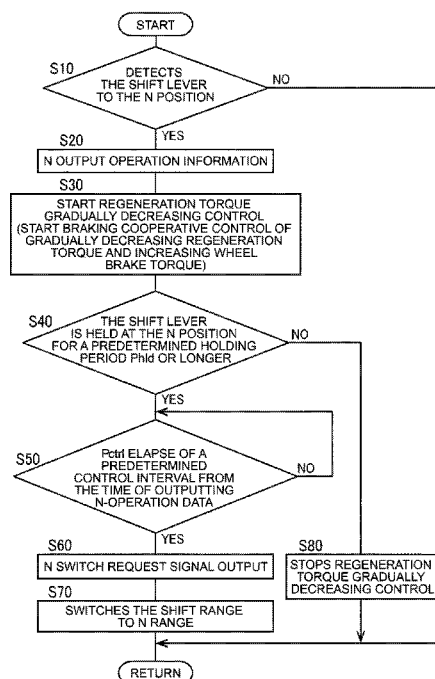 START
S10
DETECTS
THE SHIFT LEVER
TO THE N POSITION
NO
YES
S20
N OUTPUT OPERATION INFORMATION
S30
START REGENERATION TORQUE
GRADUALLY DECREASING CONTROL
(START BRAKING COOPERATIVE CONTROL OF
GRADUALLY DECREASING REGENERATION
TORQUE AND INCREASING WHEEL
BRAKE TORQUE)
S40
THE SHIFT LEVER
IS HELD AT THE N POSITION
FOR A PREDETERMINED HOLDING
PERIOD Phld OR LONGER
NO
YES
S50
Pctrl ELAPSE OF A
PREDETERMINED
CONTROL INTERVAL FROM
THE TIME OF OUTPUTTING
N-OPERATION DATA
NO
YES
S60
N SWITCH REQUEST SIGNAL OUTPUT
S70
SWITCHES THE SHIFT RANGE
TO N RANGE
S80
STOPS REGENERATION
TORQUE GRADUALLY
DECREASING CONTROL
RETURN